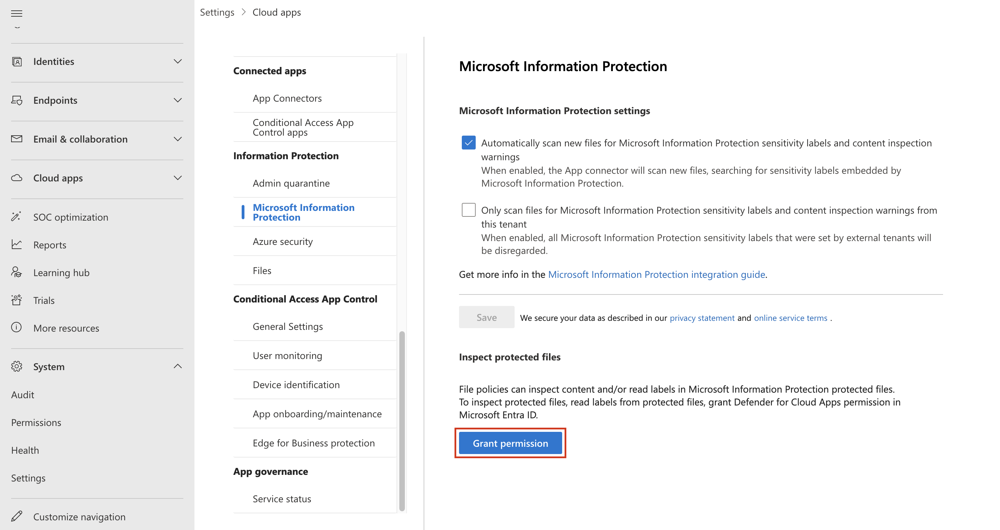 Settings > Cloud apps
Identities
Endpoints
Email & collaboration
Cloud apps
SOC optimization
Reports
Learning hub
Trials
More resources
System
Audit
Permissions
Health
Settings
Customize navigation
Connected apps
App Connectors
Conditional Access App
Control apps
Information Protection
Admin quarantine
Microsoft Information
Protection
Azure security
Files
Conditional Access App Control
General Settings
User monitoring
Device identification
App onboarding/maintenance
Edge for Business protection
App governance
Service status
Microsoft Information Protection
Microsoft Information Protection settings
Automatically scan new files for Microsoft Information Protection sensitivity labels and content inspection
warnings
When enabled, the App connector will scan new files, searching for sensitivity labels embedded by
Microsoft Information Protection.
Only scan files for Microsoft Information Protection sensitivity labels and content inspection warnings from
this tenant
When enabled, all Microsoft Information Protection sensitivity labels that were set by external tenants will
be disregarded.
Get more info in the Microsoft Information Protection integration guide.
Save We secure your data as described in our privacy statement and online service terms .
Inspect protected files
File policies can inspect content and/or read labels in Microsoft Information Protection protected files.
To inspect protected files, read labels from protected files, grant Defender for Cloud Apps permission in
Microsoft Entra ID.
Grant permission